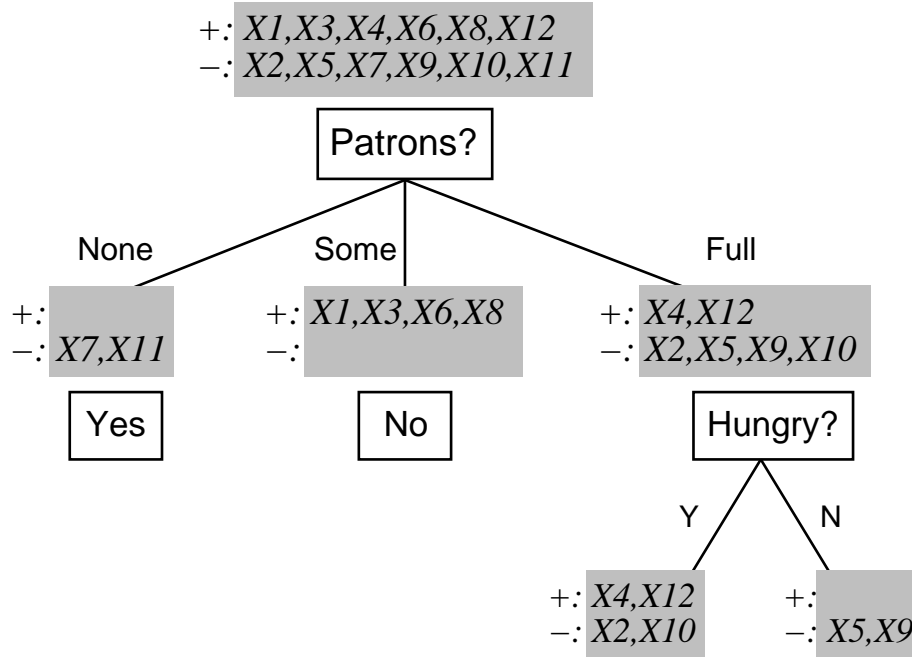 +: X1,X3,X4,X6,X8,X12
–: X2,X5,X7,X9,X10,X11
Patrons?
None
Some
Full
+:
–: X7,X11
+: X1,X3,X6,X8
–:
+: X4,X12
–: X2,X5,X9,X10
Yes
No
Hungry?
Y
N
+: X4,X12
–: X2,X10
+:
–: X5,X9